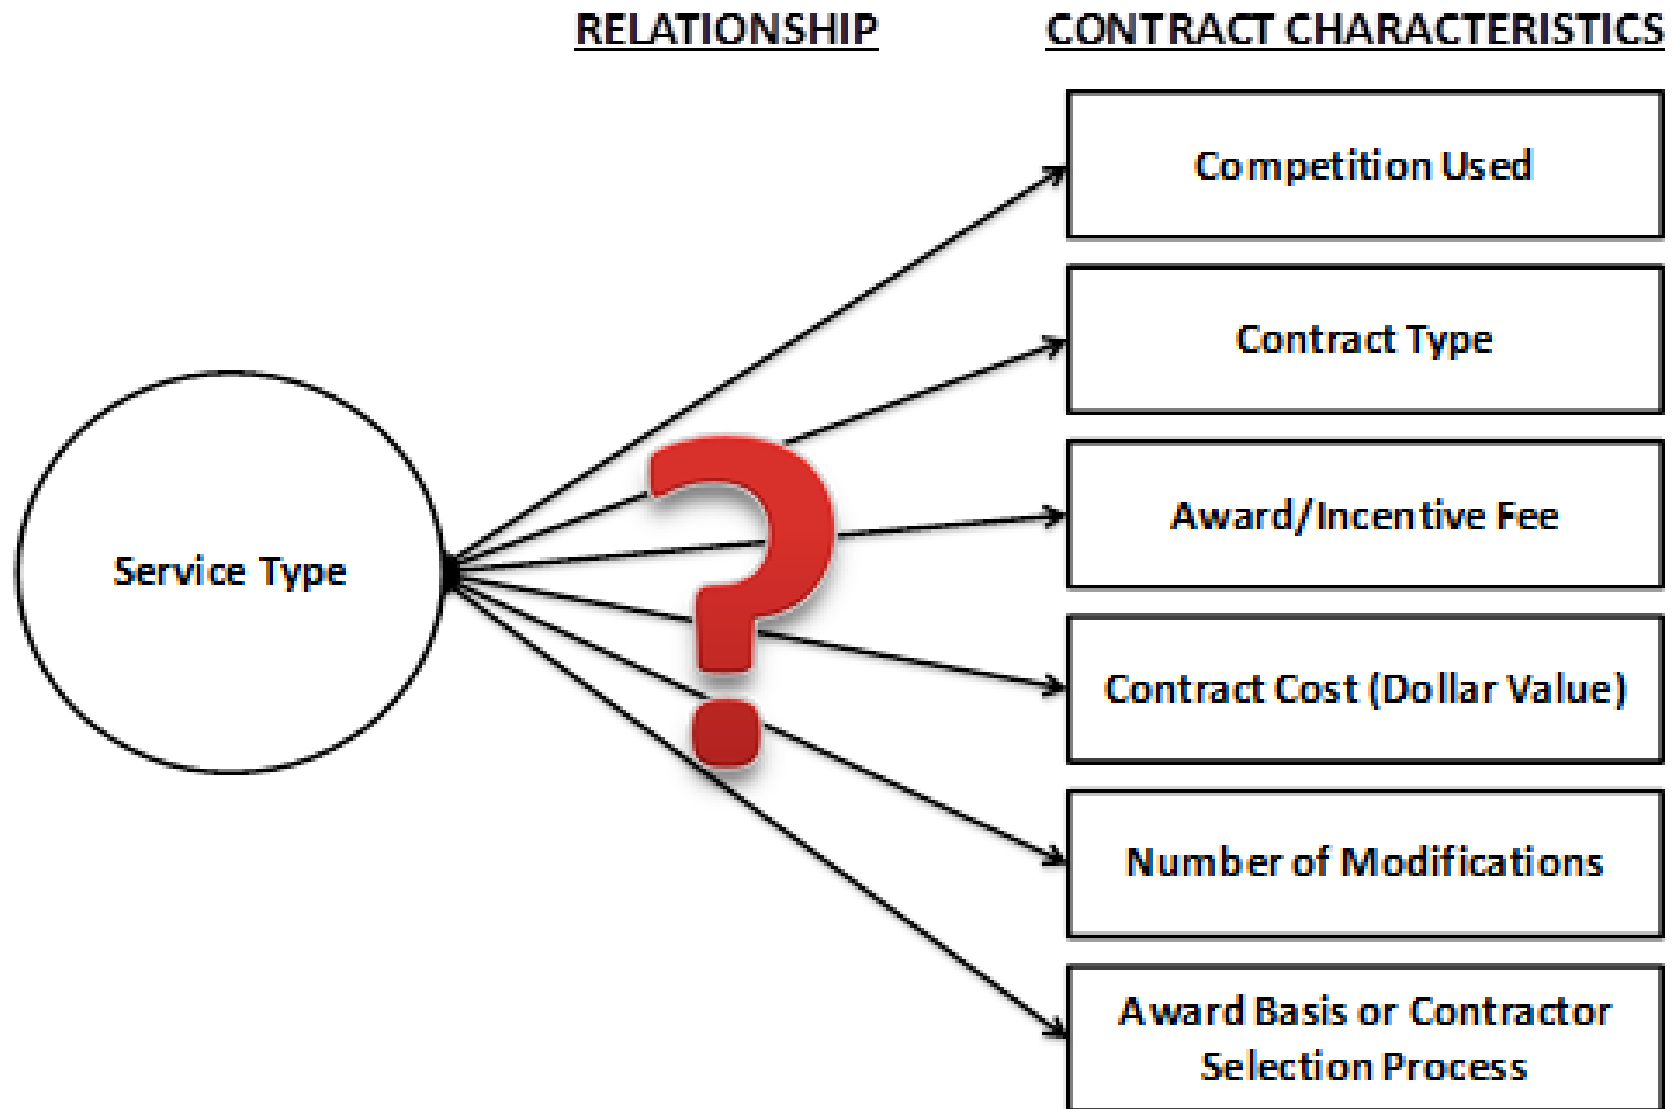 RELATIONSHIP
CONTRACT CHARACTERISTICS
Competition Used
Contract Type
Award/Incentive Fee
Service Type
?
Contract Cost (Dollar Value)
Number of Modifications
Award Basis or Contractor
Selection Process